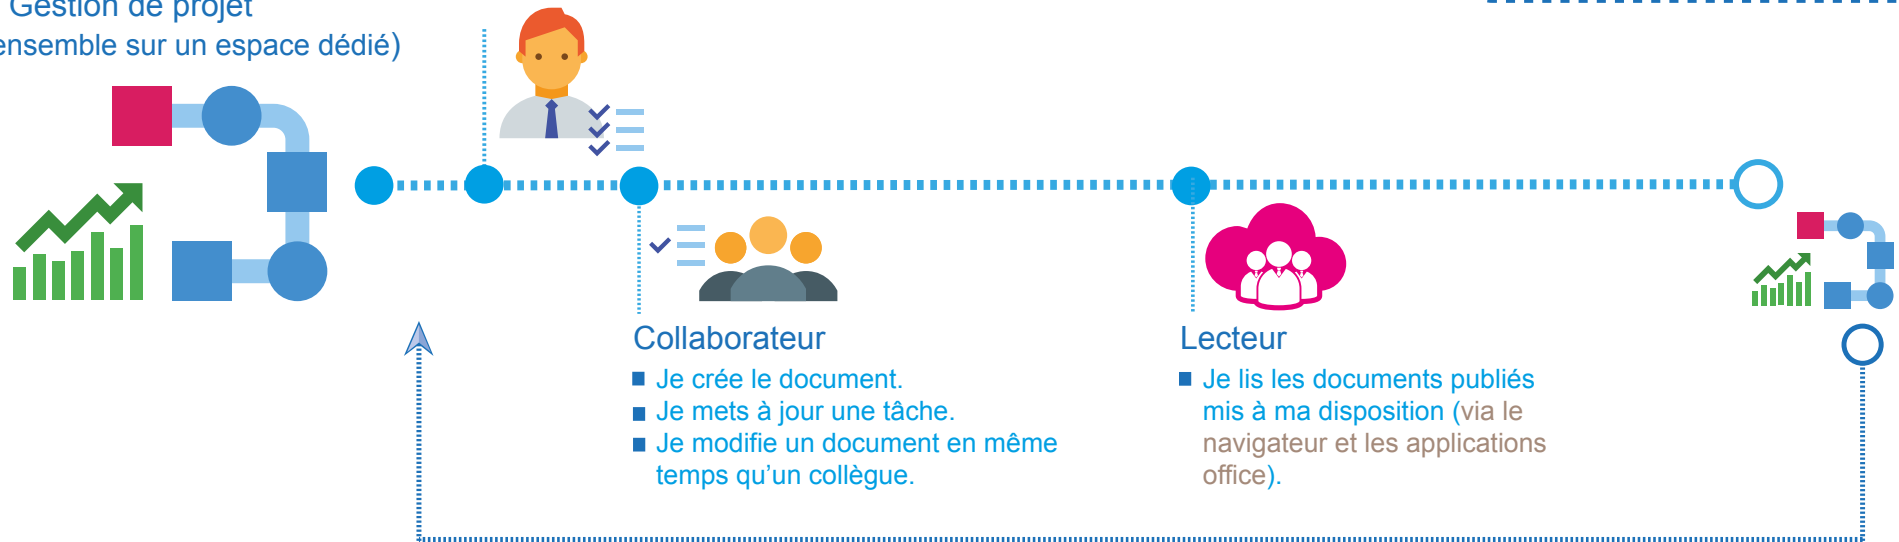 Gestion de projet
ensemble sur un espace dédié)
Collaborateur
Je crée le document.
Je mets à jour une tâche.
Je modifie un document en même
temps qu’un collègue.
Lecteur
Je lis les documents publiés
mis à ma disposition (via le
navigateur et les applications
office).